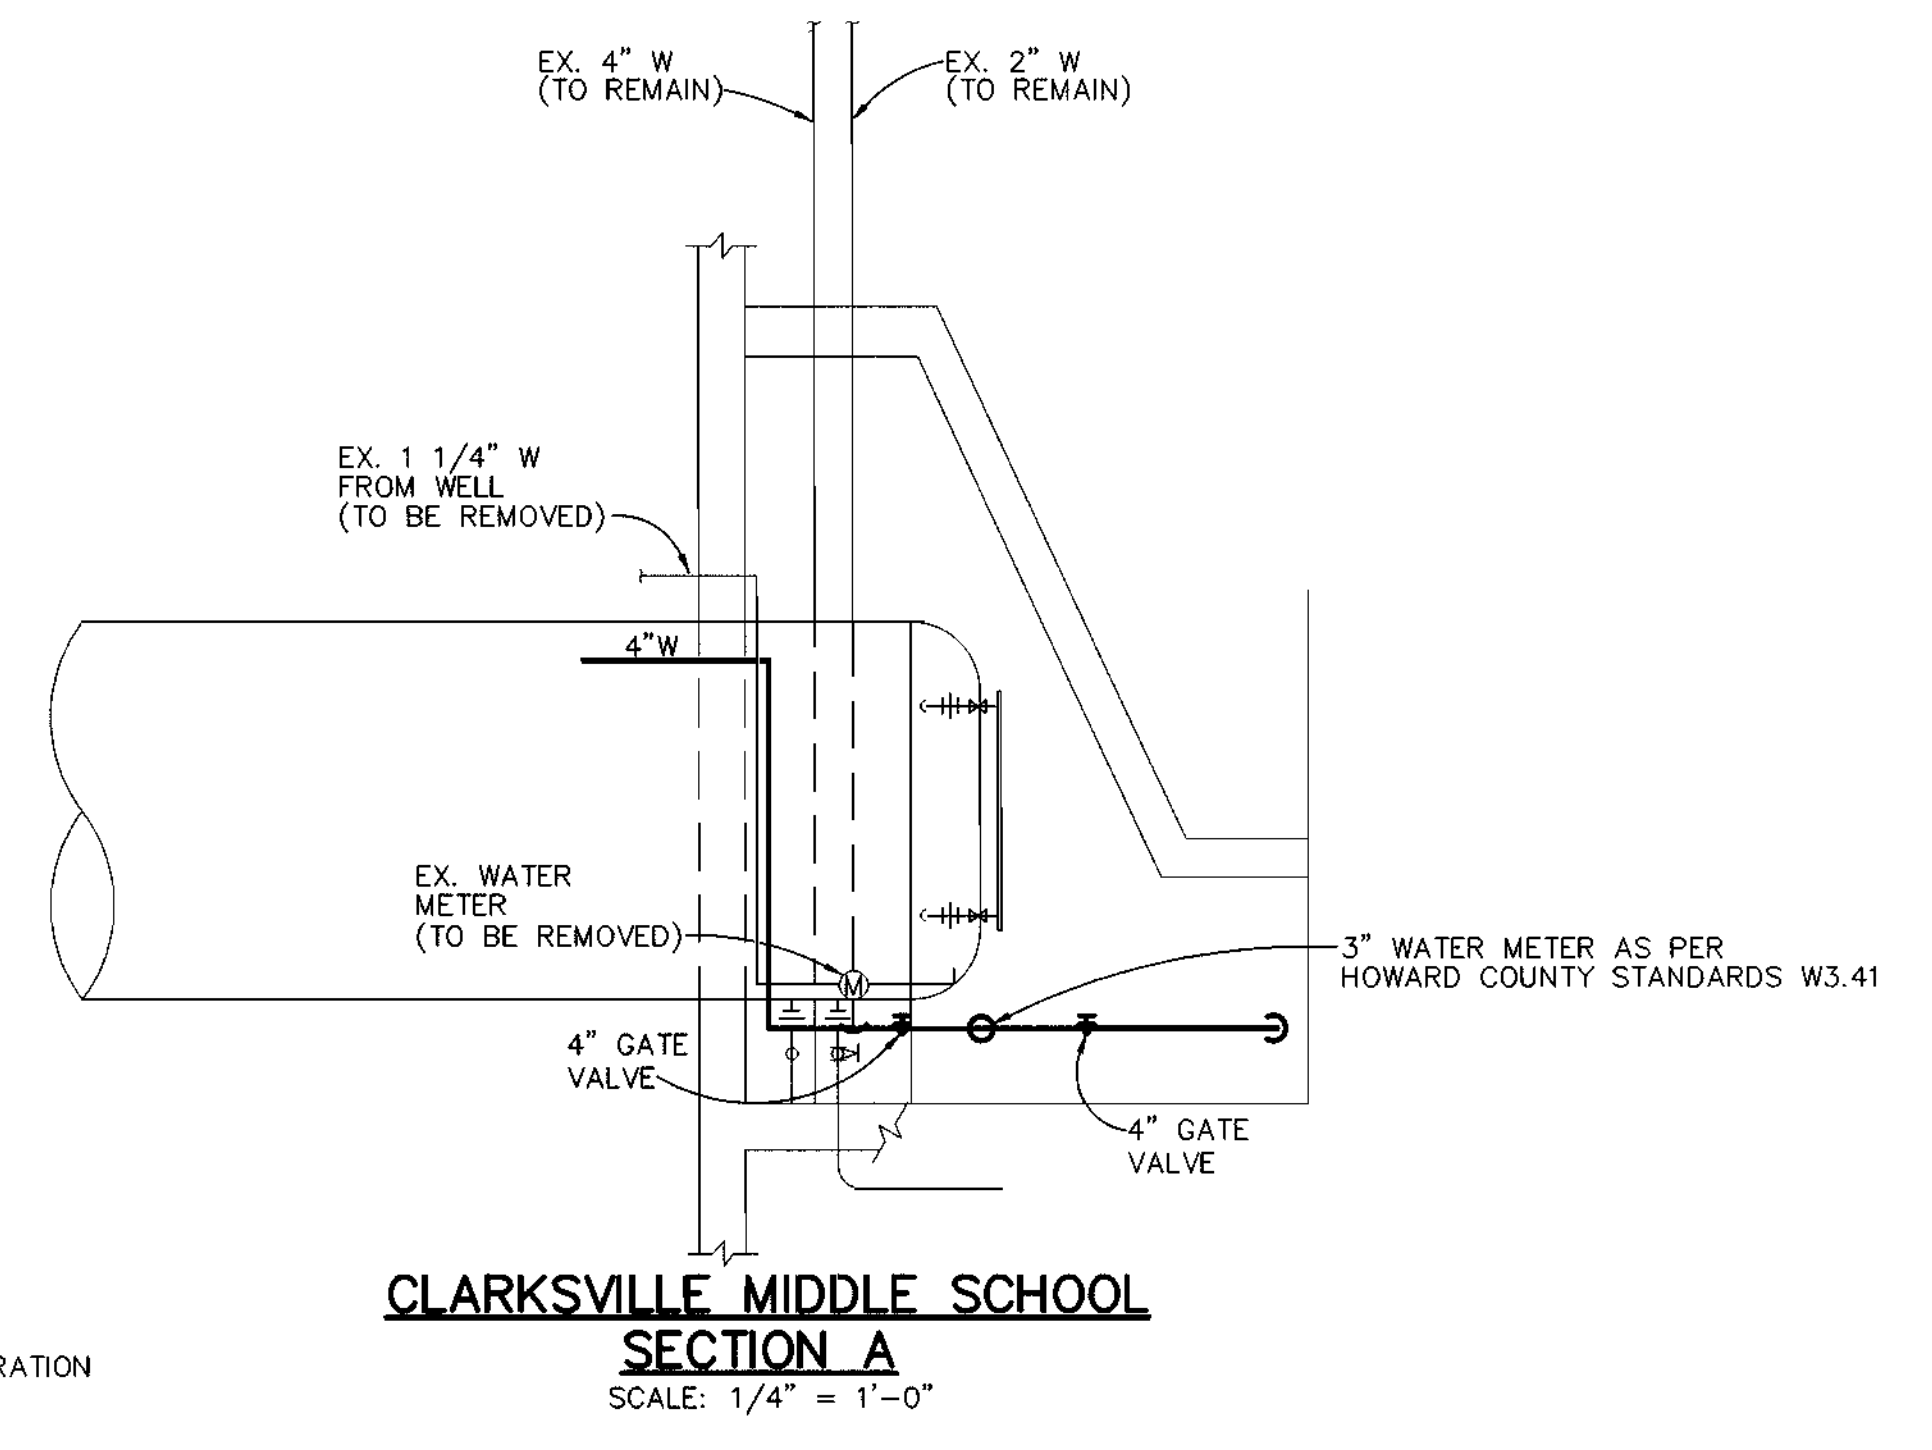 EX. 4" W
(TO REMAIN)
EX. 2" W
(TO REMAIN)
EX. 1 1/4" W
FROM WELL
(TO BE REMOVED)
4"W
EX. WATER
METER
(TO BE REMOVED)
M
3" WATER METER AS PER
HOWARD COUNTY STANDARDS W3.41
4" GATE
VALVE
4" GATE
VALVE
CLARKSVILLE MIDDLE SCHOOL
SECTION A
SCALE: 1/4" = 1'-0"
RATION